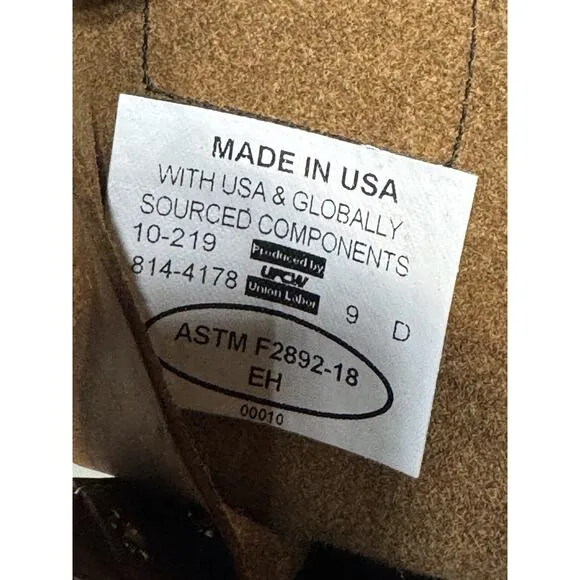 MADE IN USA
WITH USA & GLOBALLY
SOURCED COMPONENTS
10-219
814-4178
Produced by
UFCW
Union Labor
9 D
ASTM F2892-18
EH
00010